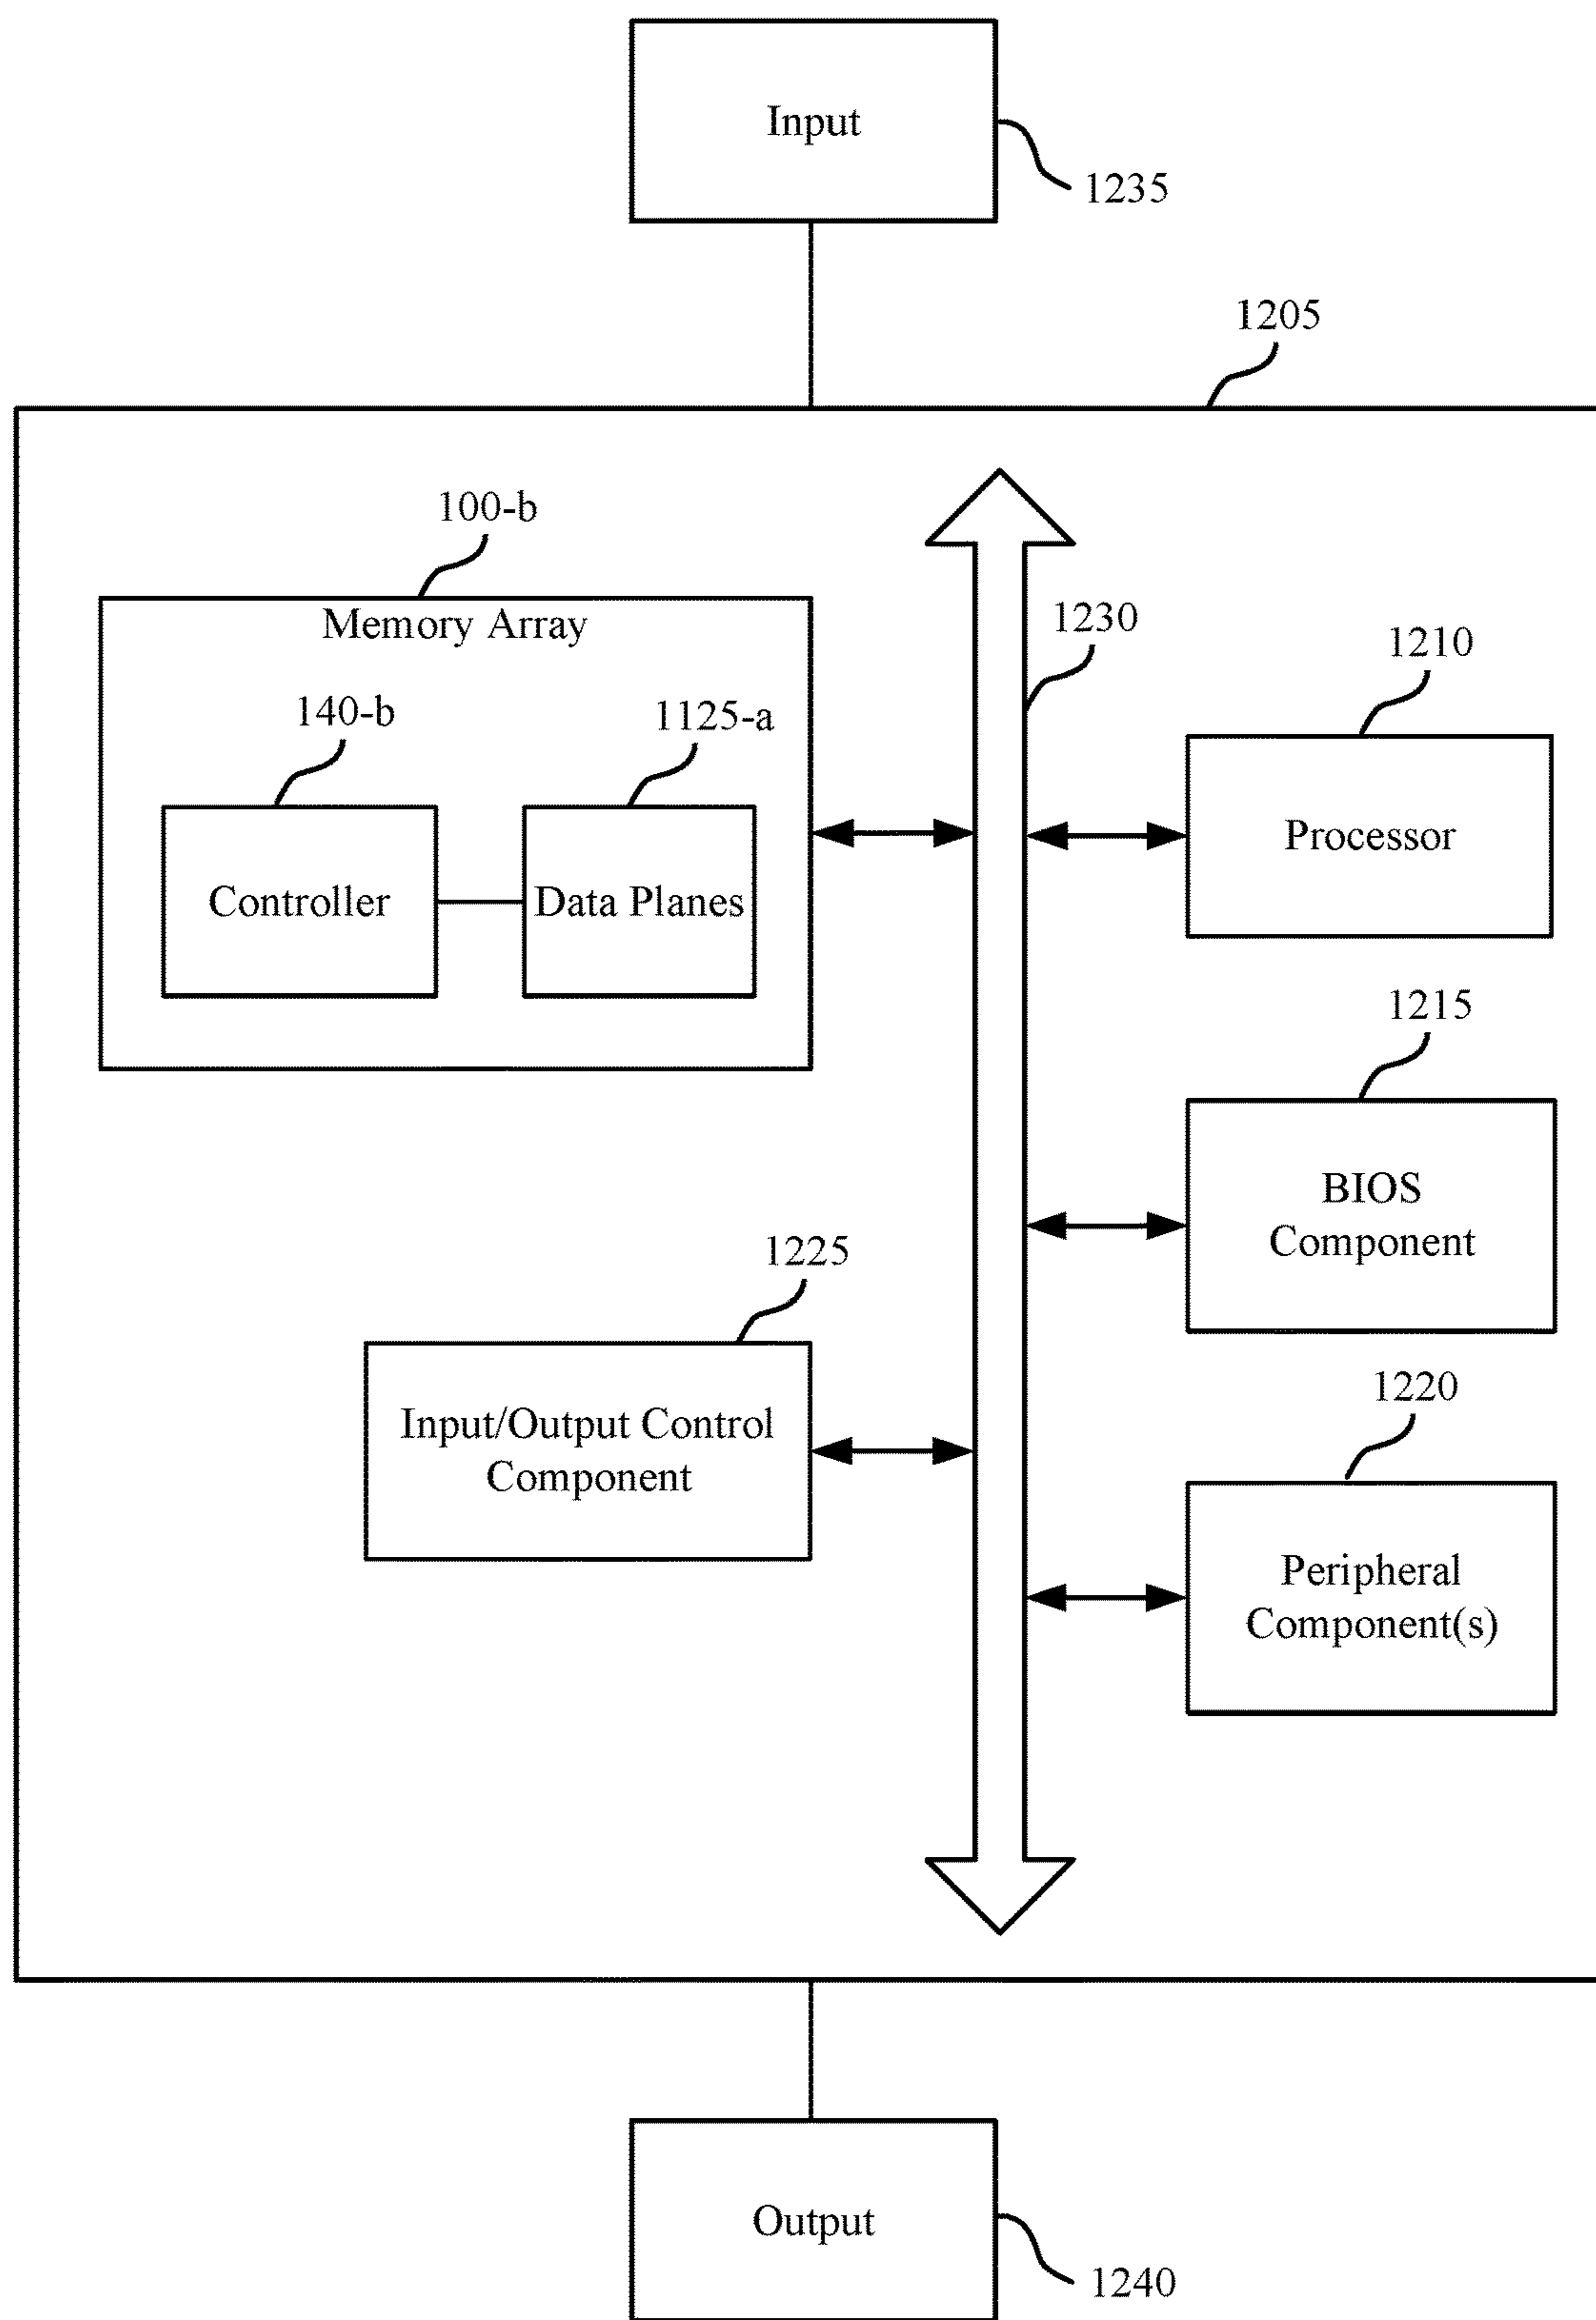 Input
1235
1205
100-b
Memory Array
1230
1210
140-b
1125-a
Processor
Controller
Data Planes
1215
BIOS
Component
1225
Input/Output Control
Component
1220
Peripheral
Component(s)
Output
1240